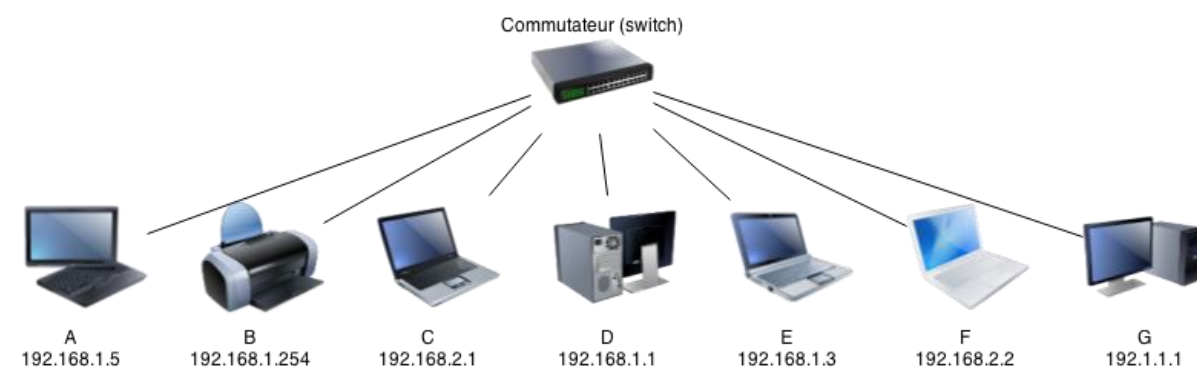 Commutateur (switch)
A
192.168.1.5
B
192.168.1.254
C
192.168.2.1
D
192.168.1.1
E
192.168.1.3
F
192.168.2.2
G
192.1.1.1